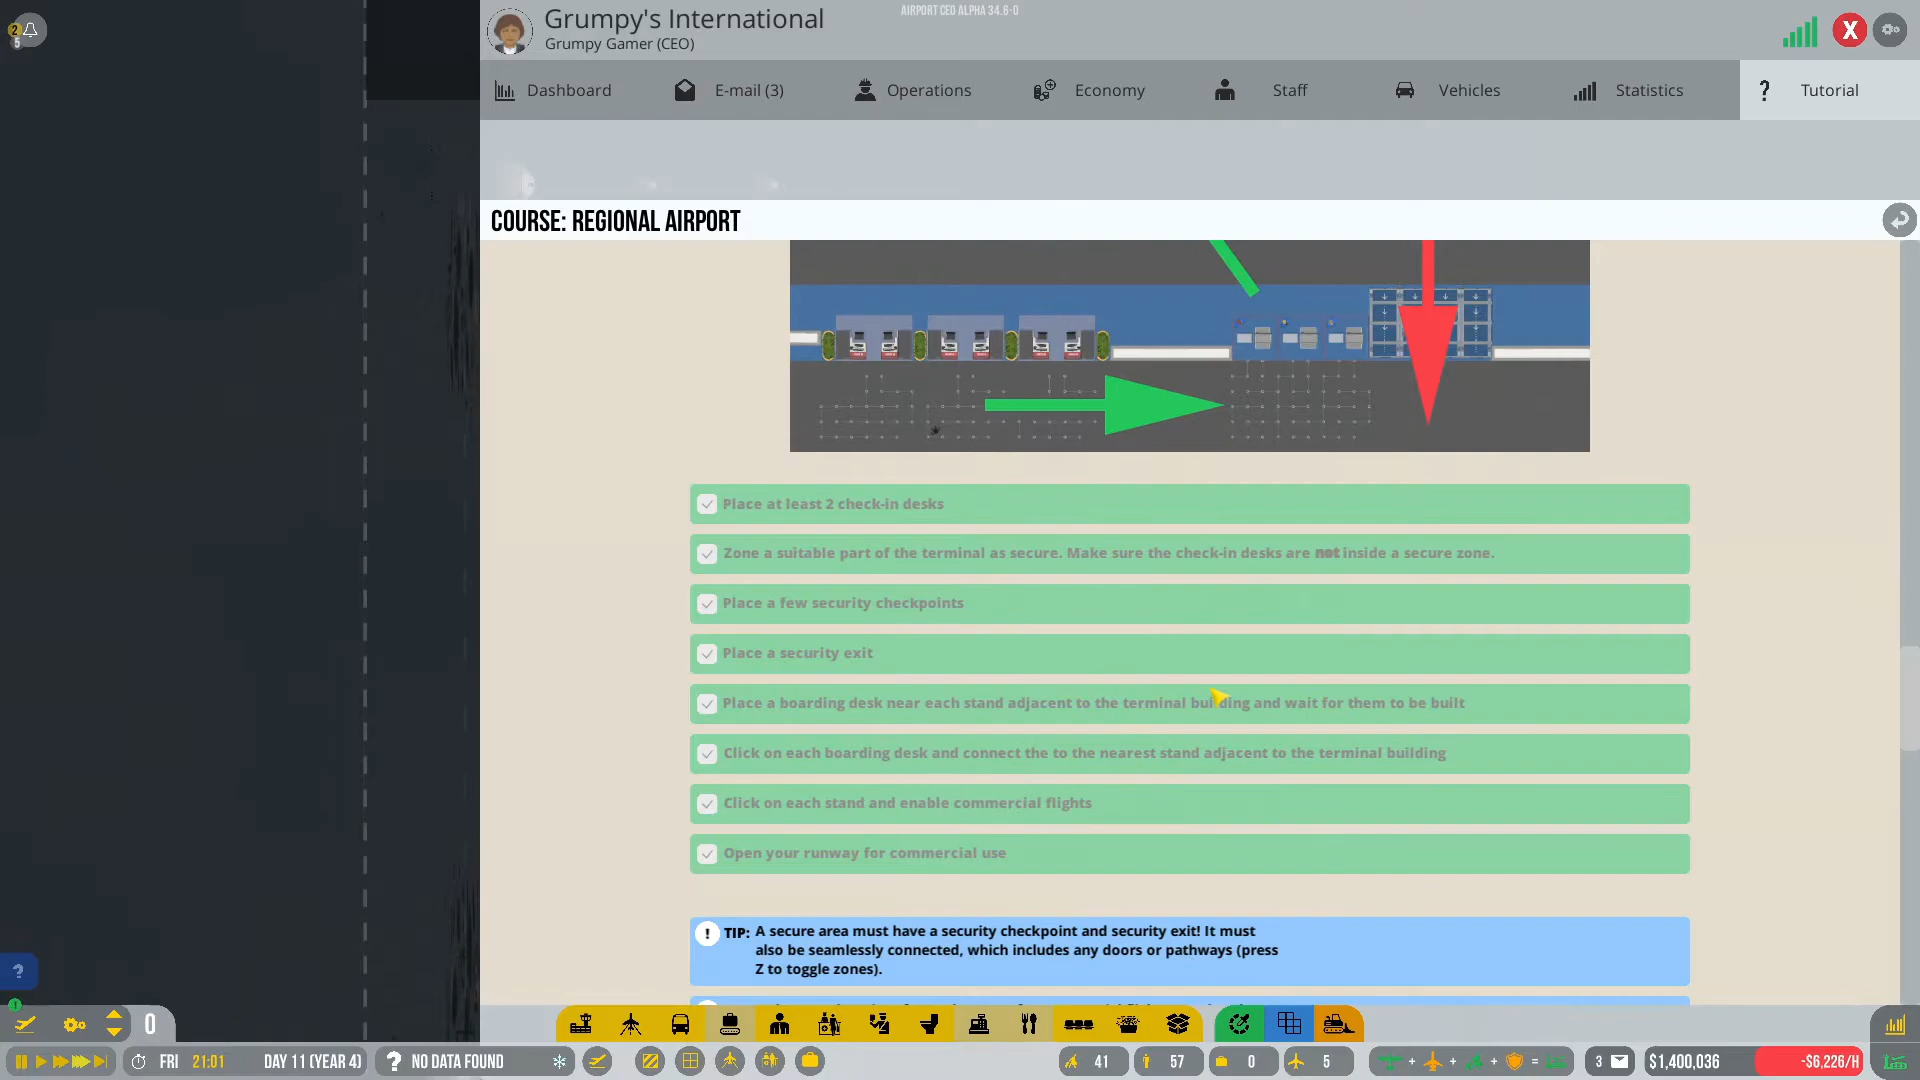 AIRPORT CEO ALPHA 34.6-0
Grumpy's International
Grumpy Gamer (CEO)
2
5
X
Dashboard
E-mail (3)
Operations
Economy
Staff
Vehicles
Statistics
? Tutorial
COURSE: REGIONAL AIRPORT
Place at least 2 check-in desks
Zone a suitable part of the terminal as secure. Make sure the check-in desks are not inside a secure zone.
Place a few security checkpoints
Place a security exit
Place a boarding desk near each stand adjacent to the terminal building and wait for them to be built
Click on each boarding desk and connect the to the nearest stand adjacent to the terminal building
Click on each stand and enable commercial flights
Open your runway for commercial use
! TIP: A secure area must have a security checkpoint and security exit! It must
also be seamlessly connected, which includes any doors or pathways (press
Z to toggle zones).
?
!
0
FRI 21:01 DAY 11 (YEAR 4)
? NO DATA FOUND
41
57
0
5
+ + + =
3
$1,400,036
-$6,226/H